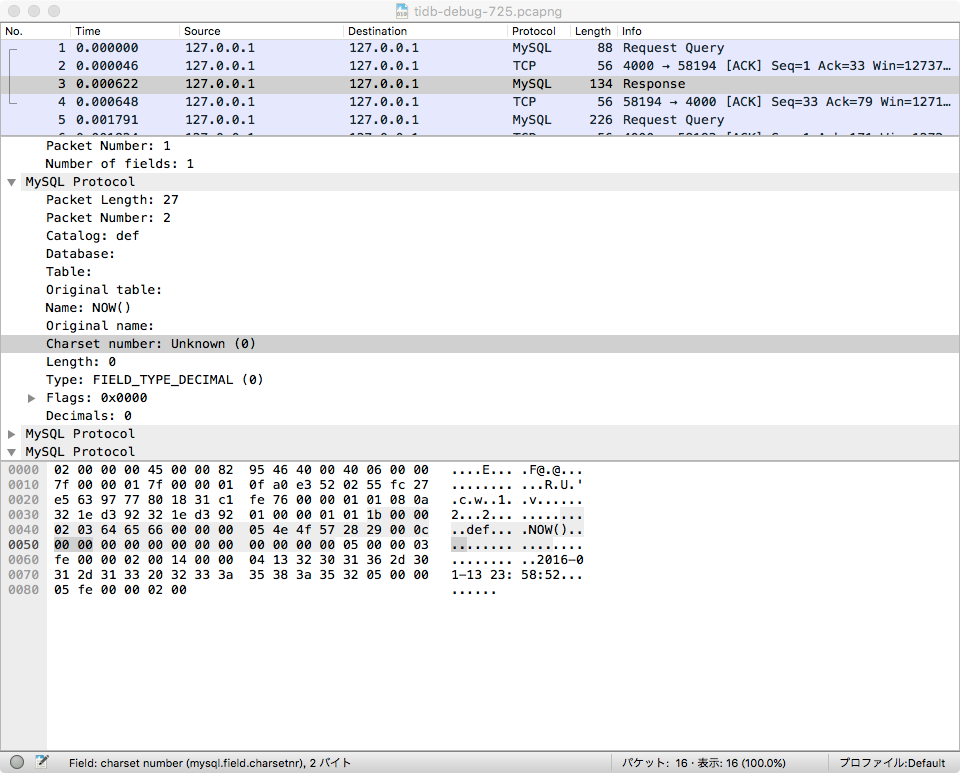 tidb-debug-725.pcapng
No. Time Source Destination Protocol Length Info
1 0.000000 127.0.0.1 127.0.0.1 MySQL 88 Request Query
2 0.000046 127.0.0.1 127.0.0.1 TCP 56 4000 → 58194 [ACK] Seq=1 Ack=33 Win=12737…
3 0.000622 127.0.0.1 127.0.0.1 MySQL 134 Response
4 0.000648 127.0.0.1 127.0.0.1 TCP 56 58194 → 4000 [ACK] Seq=33 Ack=79 Win=1271…
5 0.001791 127.0.0.1 127.0.0.1 MySQL 226 Request Query
Packet Number: 1
Number of fields: 1
MySQL Protocol
Packet Length: 27
Packet Number: 2
Catalog: def
Database:
Table:
Original table:
Name: NOW()
Original name:
Charset number: Unknown (0)
Length: 0
Type: FIELD_TYPE_DECIMAL (0)
Flags: 0x0000
Decimals: 0
MySQL Protocol
MySQL Protocol
0000 02 00 00 00 45 00 00 82 95 46 40 00 40 06 00 00 ....E... .F@.@...
0010 7f 00 00 01 7f 00 00 01 0f a0 e3 52 02 55 fc 27 ........ ...R.U.'
0020 e5 63 97 77 80 18 31 c1 fe 76 00 00 01 01 08 0a .c.w..1. .v......
0030 32 1e d3 92 32 1e d3 92 01 00 00 01 01 1b 00 00 2...2... ........
0040 02 03 64 65 66 00 00 00 05 4e 4f 57 28 29 00 0c ..def... .NOW()..
0050 00 00 00 00 00 00 00 00 00 00 00 00 05 00 00 03 ........ ........
0060 fe 00 00 02 00 14 00 00 04 13 32 30 31 36 2d 30 ........ ..2016-0
0070 31 2d 31 33 20 32 33 3a 35 38 3a 35 32 05 00 00 1-13 23: 58:52...
0080 05 fe 00 00 02 00 ......
Field: charset number (mysql.field.charsetnr), 2 バイト パケット: 16 · 表示: 16 (100.0%) プロファイル:Default